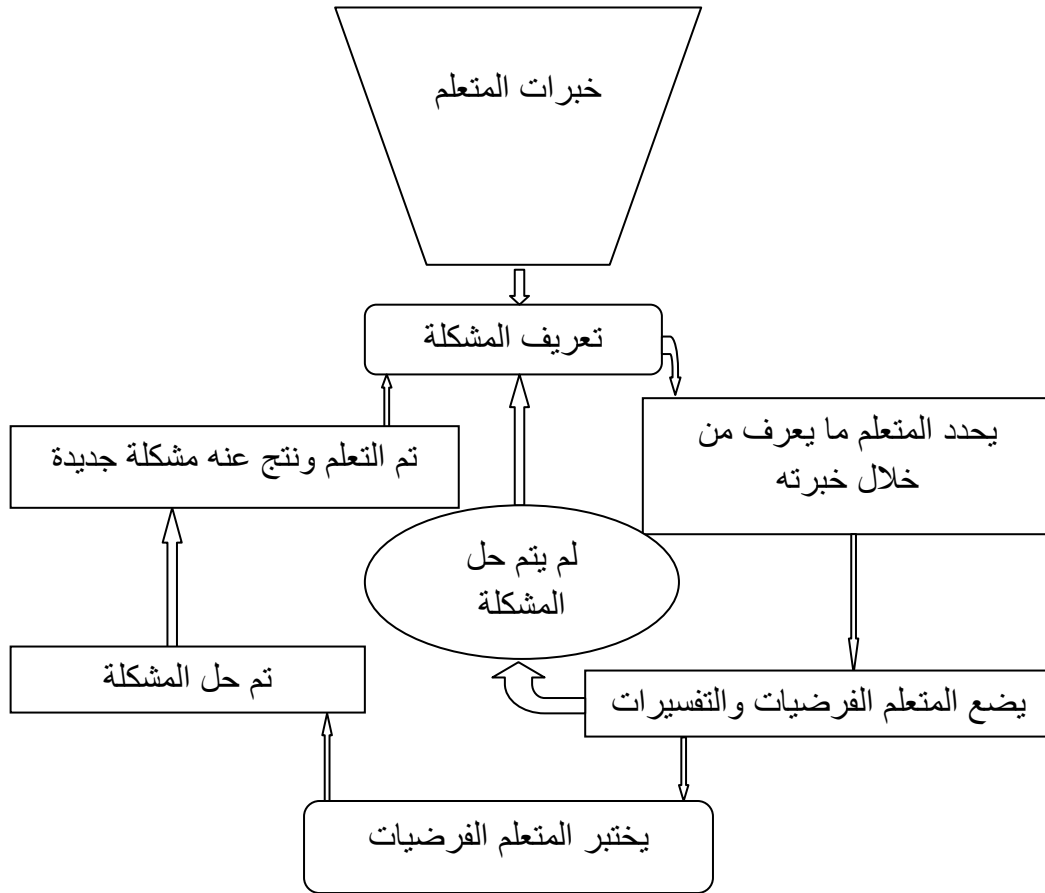 خبرات المتعلم
تعريف المشكلة
يحدد المتعلم ما يعرف من
خلال خبرته
تم التعلم ونتج عنه مشكلة جديدة
لم يتم حل
المشكلة
تم حل المشكلة
يضع المتعلم الفرضيات والتفسيرات
يختبر المتعلم الفرضيات